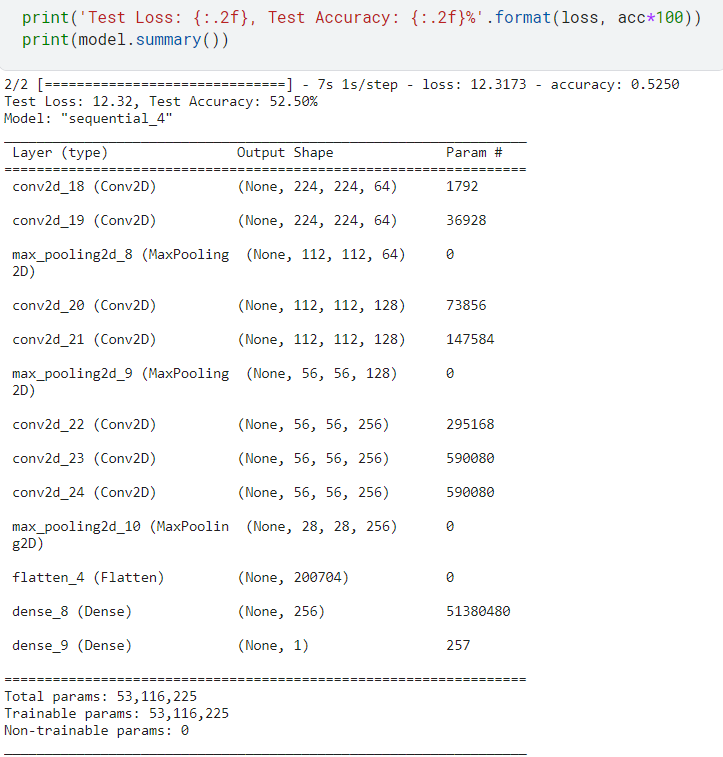 print('Test Loss: {:.2f}, Test Accuracy: {:.2f}%'.format(loss, acc*100))
print(model.summary())
2/2 [==============================] - 7s 1s/step - loss: 12.3173 - accuracy: 0.5250
Test Loss: 12.32, Test Accuracy: 52.50%
Model: "sequential_4"
_________________________________________________________________
Layer (type) Output Shape Param #
=================================================================
conv2d_18 (Conv2D) (None, 224, 224, 64) 1792
conv2d_19 (Conv2D) (None, 224, 224, 64) 36928
max_pooling2d_8 (MaxPooling (None, 112, 112, 64) 0
2D)
conv2d_20 (Conv2D) (None, 112, 112, 128) 73856
conv2d_21 (Conv2D) (None, 112, 112, 128) 147584
max_pooling2d_9 (MaxPooling (None, 56, 56, 128) 0
2D)
conv2d_22 (Conv2D) (None, 56, 56, 256) 295168
conv2d_23 (Conv2D) (None, 56, 56, 256) 590080
conv2d_24 (Conv2D) (None, 56, 56, 256) 590080
max_pooling2d_10 (MaxPoolin (None, 28, 28, 256) 0
g2D)
flatten_4 (Flatten) (None, 200704) 0
dense_8 (Dense) (None, 256) 51380480
dense_9 (Dense) (None, 1) 257
=================================================================
Total params: 53,116,225
Trainable params: 53,116,225
Non-trainable params: 0
_________________________________________________________________